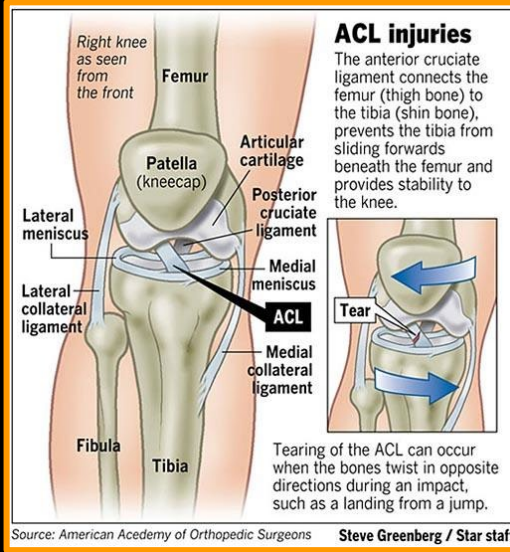 Right knee
as seen
from
the front
Femur
Patella
(kneecap)
Articular
cartilage
Posterior
cruciate
ligament
Lateral
meniscus
Medial
meniscus
Lateral
collateral
ligament
ACL
Medial
collateral
ligament
Fibula
Tibia
ACL injuries
The anterior cruciate
ligament connects the
femur (thigh bone) to
the tibia (shin bone),
prevents the tibia from
sliding forwards
beneath the femur and
provides stability to
the knee.
Tear
Tearing of the ACL can occur
when the bones twist in opposite
directions during an impact,
such as a landing from a jump.
Source: American Acedemy of Orthopedic Surgeons
Steve Greenberg / Star staff